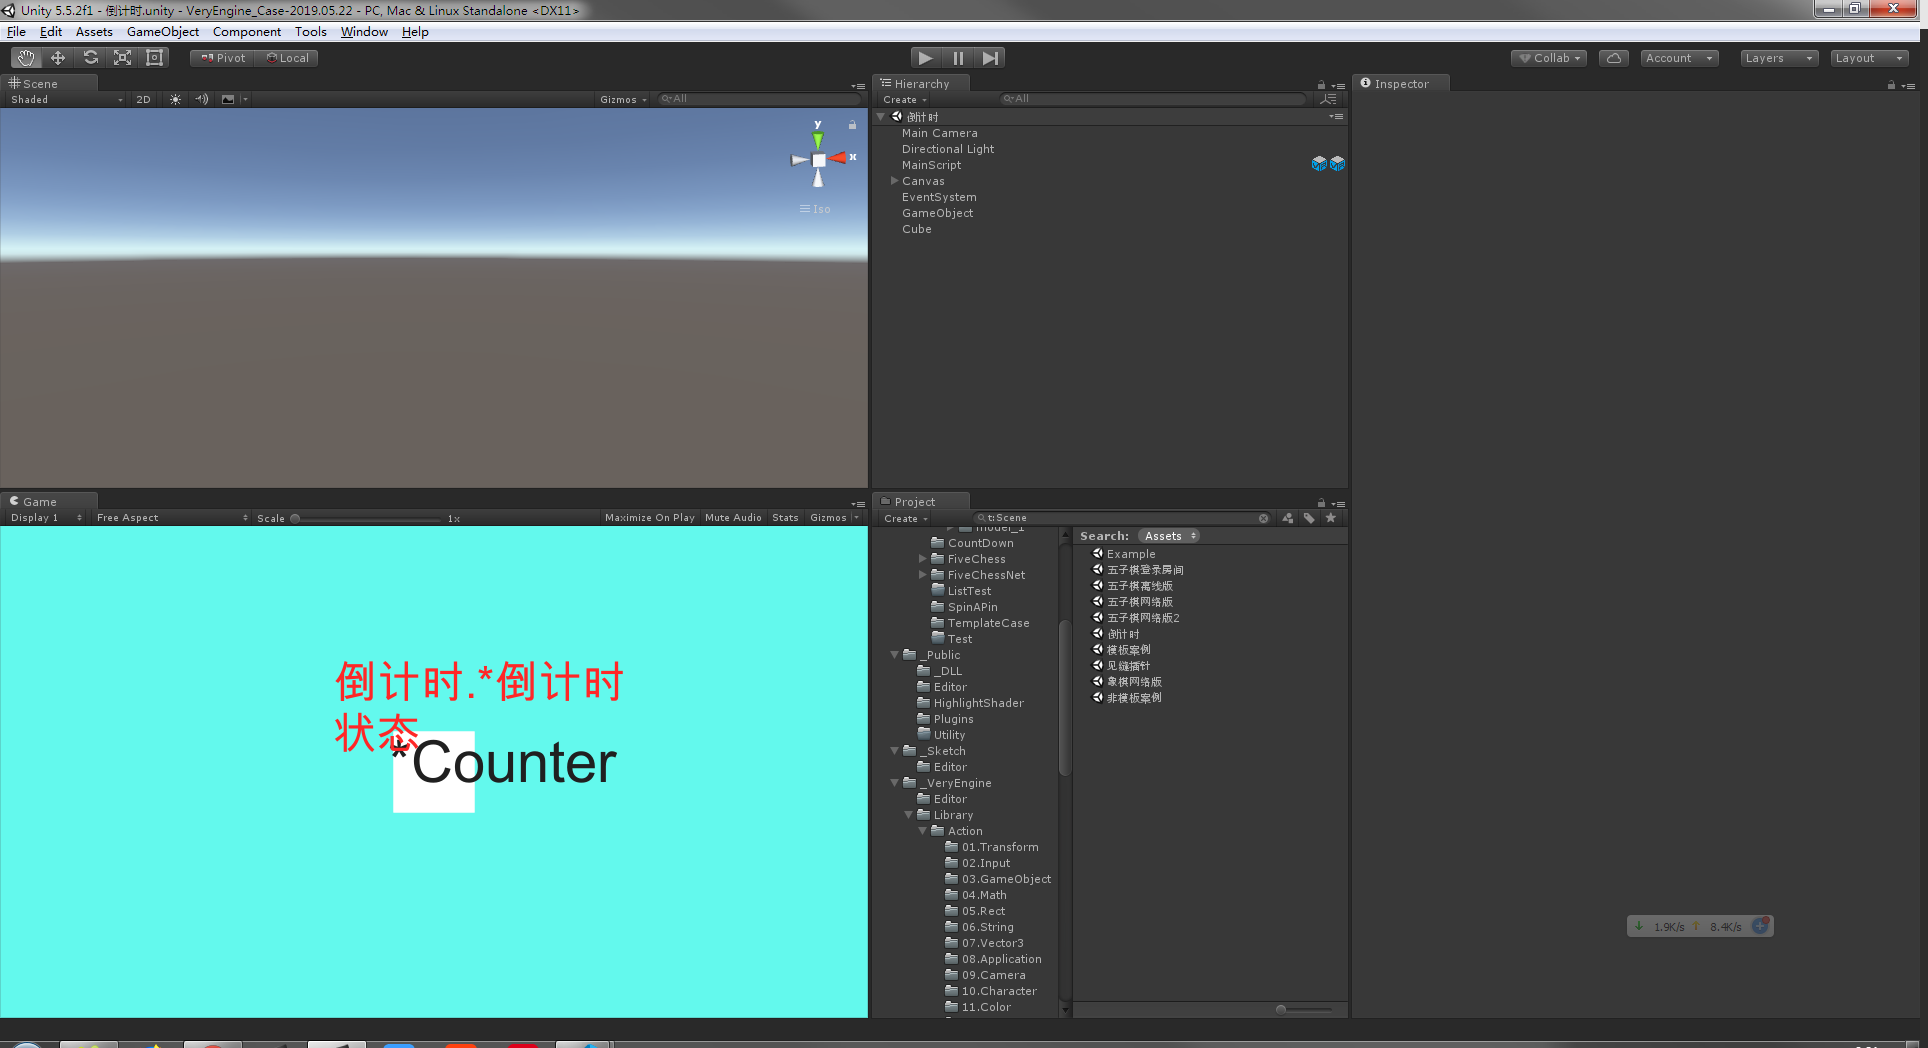 Unity 5.5.2f1 - 倒计时.unity - VeryEngine_Case-2019.05.22 - PC, Mac & Linux Standalone <DX11>
File Edit Assets GameObject Component Tools Window Help
Pivot Local
Collab Account Layers Layout
Scene
Shaded 2D Gizmos All
y
x
Iso
Hierarchy
Create All
倒计时
Main Camera
Directional Light
MainScript
Canvas
EventSystem
GameObject
Cube
Inspector
Game
Display 1 Free Aspect Scale 1x Maximize On Play Mute Audio Stats Gizmos
倒计时.*倒计时
状态
*Counter
Project
Create t:Scene
model_1
CountDown
FiveChess
FiveChessNet
ListTest
SpinAPin
TemplateCase
Test
_Public
_DLL
Editor
HighlightShader
Plugins
Utility
_Sketch
Editor
_VeryEngine
Editor
Library
Action
01.Transform
02.Input
03.GameObject
04.Math
05.Rect
06.String
07.Vector3
08.Application
09.Camera
10.Character
11.Color
Search: Assets
Example
五子棋登录房间
五子棋离线版
五子棋网络版
五子棋网络版2
倒计时
模板案例
见缝插针
象棋网络版
非模板案例
1.9K/s 8.4K/s